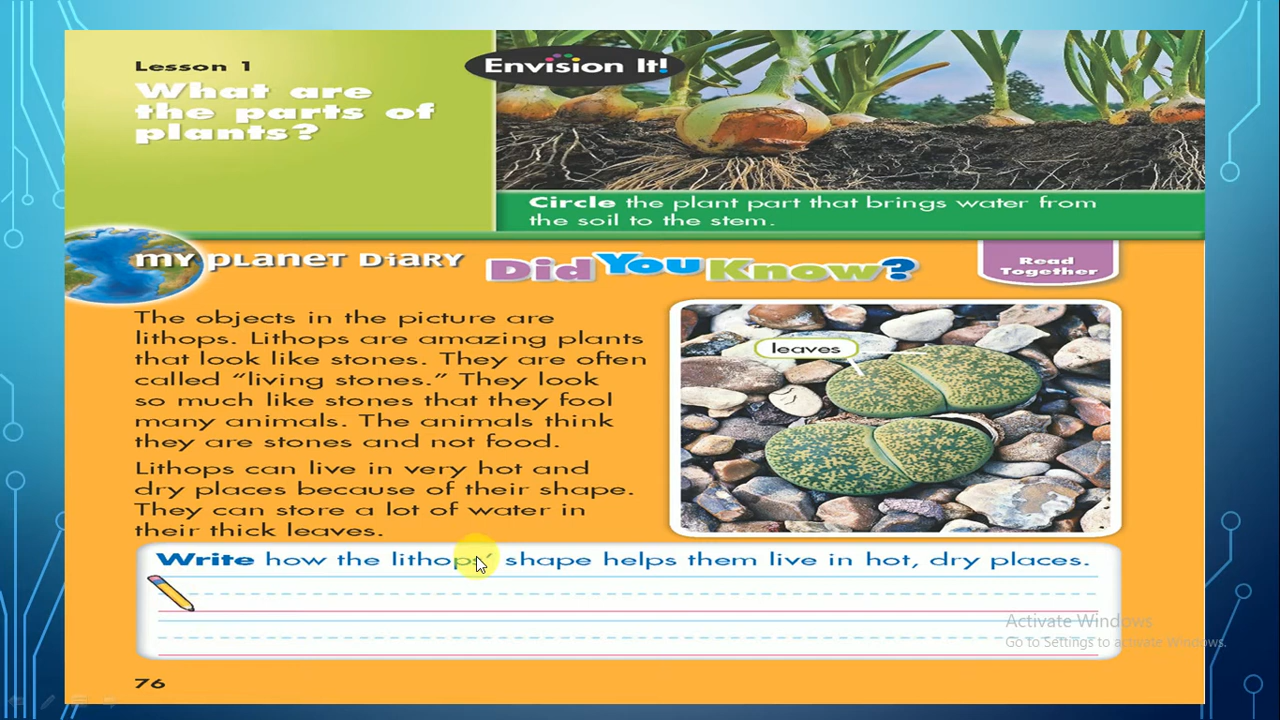 Lesson 1
What are
the parts of
plants?
Envision It!
Circle the plant part that brings water from
the soil to the stem.
my planet Diary
Did You Know?
Read
Together
The objects in the picture are
lithops. Lithops are amazing plants
that look like stones. They are often
called “living stones.” They look
so much like stones that they fool
many animals. The animals think
they are stones and not food.
Lithops can live in very hot and
dry places because of their shape.
They can store a lot of water in
their thick leaves.
leaves
Write how the lithops’ shape helps them live in hot, dry places.
Activate Windows
Go to Settings to activate Windows.
76